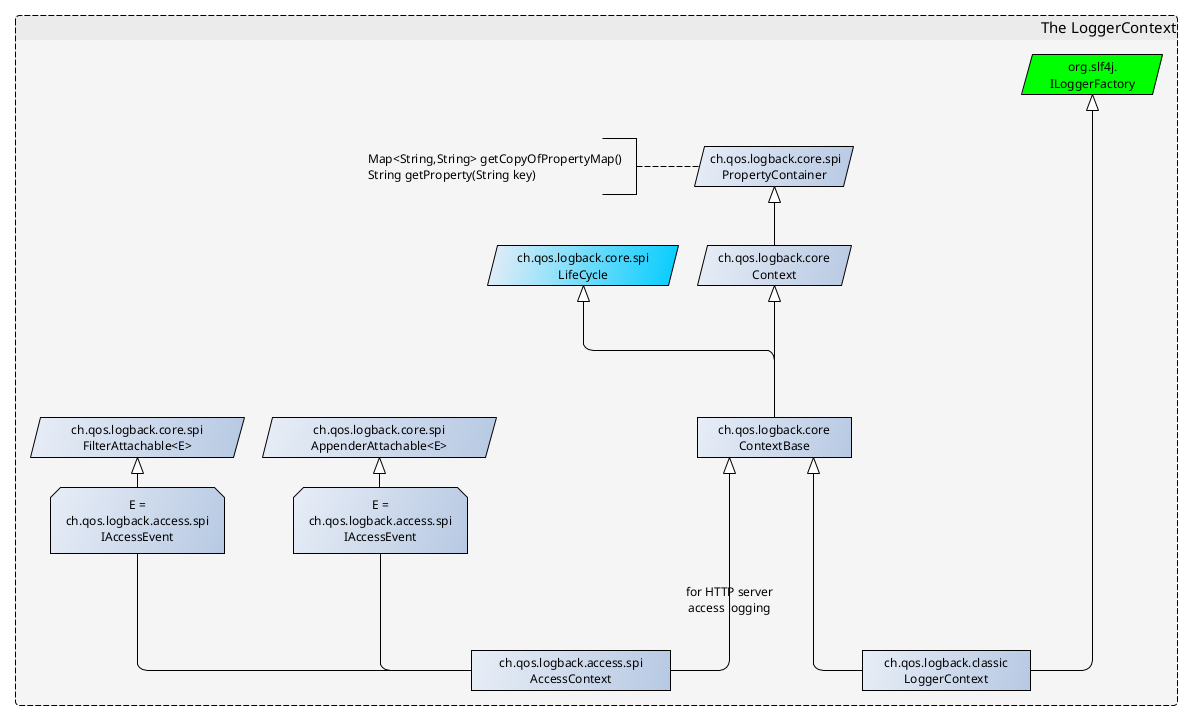 The LoggerContext
org.slf4j.
ILoggerFactory
Map<String,String> getCopyOfPropertyMap()
String getProperty(String key)
ch.qos.logback.core.spi
PropertyContainer
ch.qos.logback.core.spi
LifeCycle
ch.qos.logback.core
Context
ch.qos.logback.core.spi
FilterAttachable<E>
ch.qos.logback.core.spi
AppenderAttachable<E>
ch.qos.logback.core
ContextBase
E =
ch.qos.logback.access.spi
IAccessEvent
E =
ch.qos.logback.access.spi
IAccessEvent
for HTTP server
access logging
ch.qos.logback.access.spi
AccessContext
ch.qos.logback.classic
LoggerContext